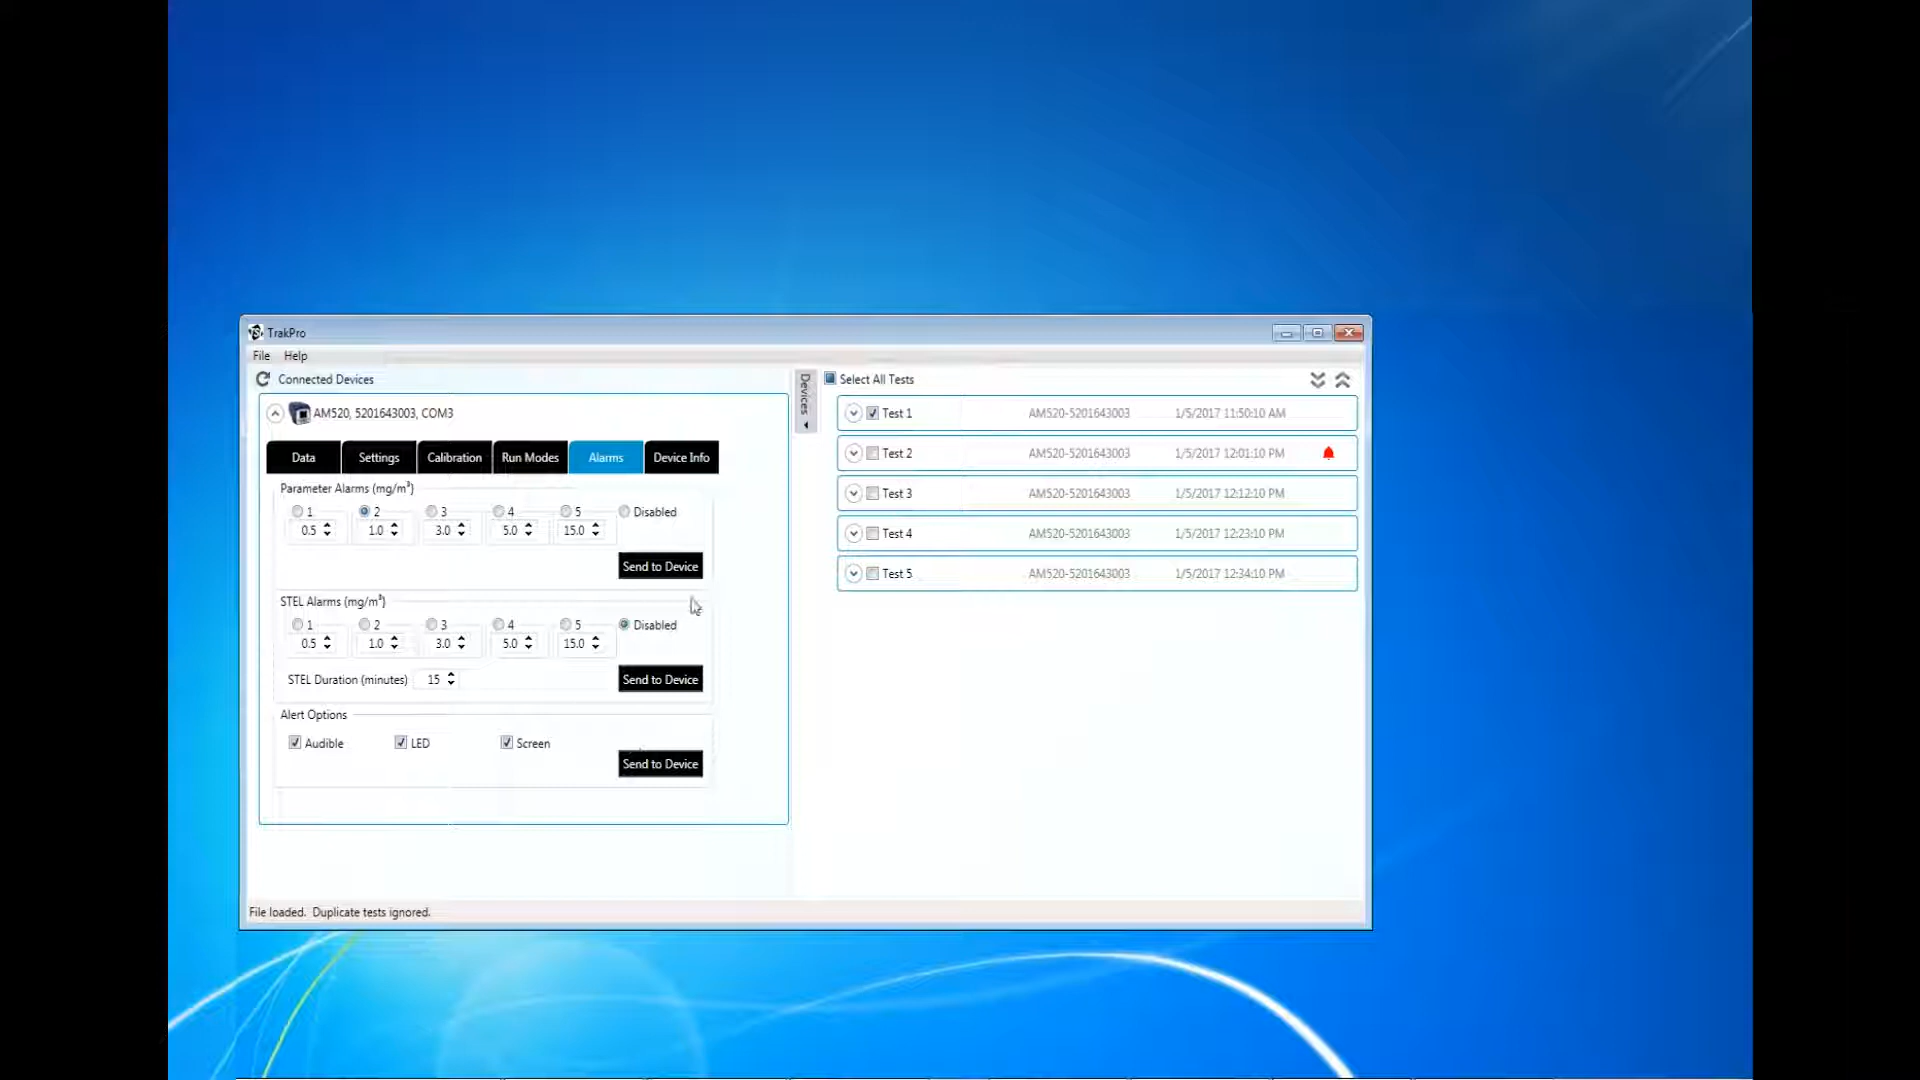 TrakPro
File Help
Connected Devices
AM520, 5201643003, COM3
Data Settings Calibration Run Modes Alarms Device Info
Parameter Alarms (mg/m³)
1 2 3 4 5 Disabled
0.5 1.0 3.0 5.0 15.0
Send to Device
STEL Alarms (mg/m³)
1 2 3 4 5 Disabled
0.5 1.0 3.0 5.0 15.0
STEL Duration (minutes) 15 Send to Device
Alert Options
Audible LED Screen
Send to Device
Devices
Select All Tests
Test 1 AM520-5201643003 1/5/2017 11:50:10 AM
Test 2 AM520-5201643003 1/5/2017 12:01:10 PM
Test 3 AM520-5201643003 1/5/2017 12:12:10 PM
Test 4 AM520-5201643003 1/5/2017 12:23:10 PM
Test 5 AM520-5201643003 1/5/2017 12:34:10 PM
File loaded. Duplicate tests ignored.